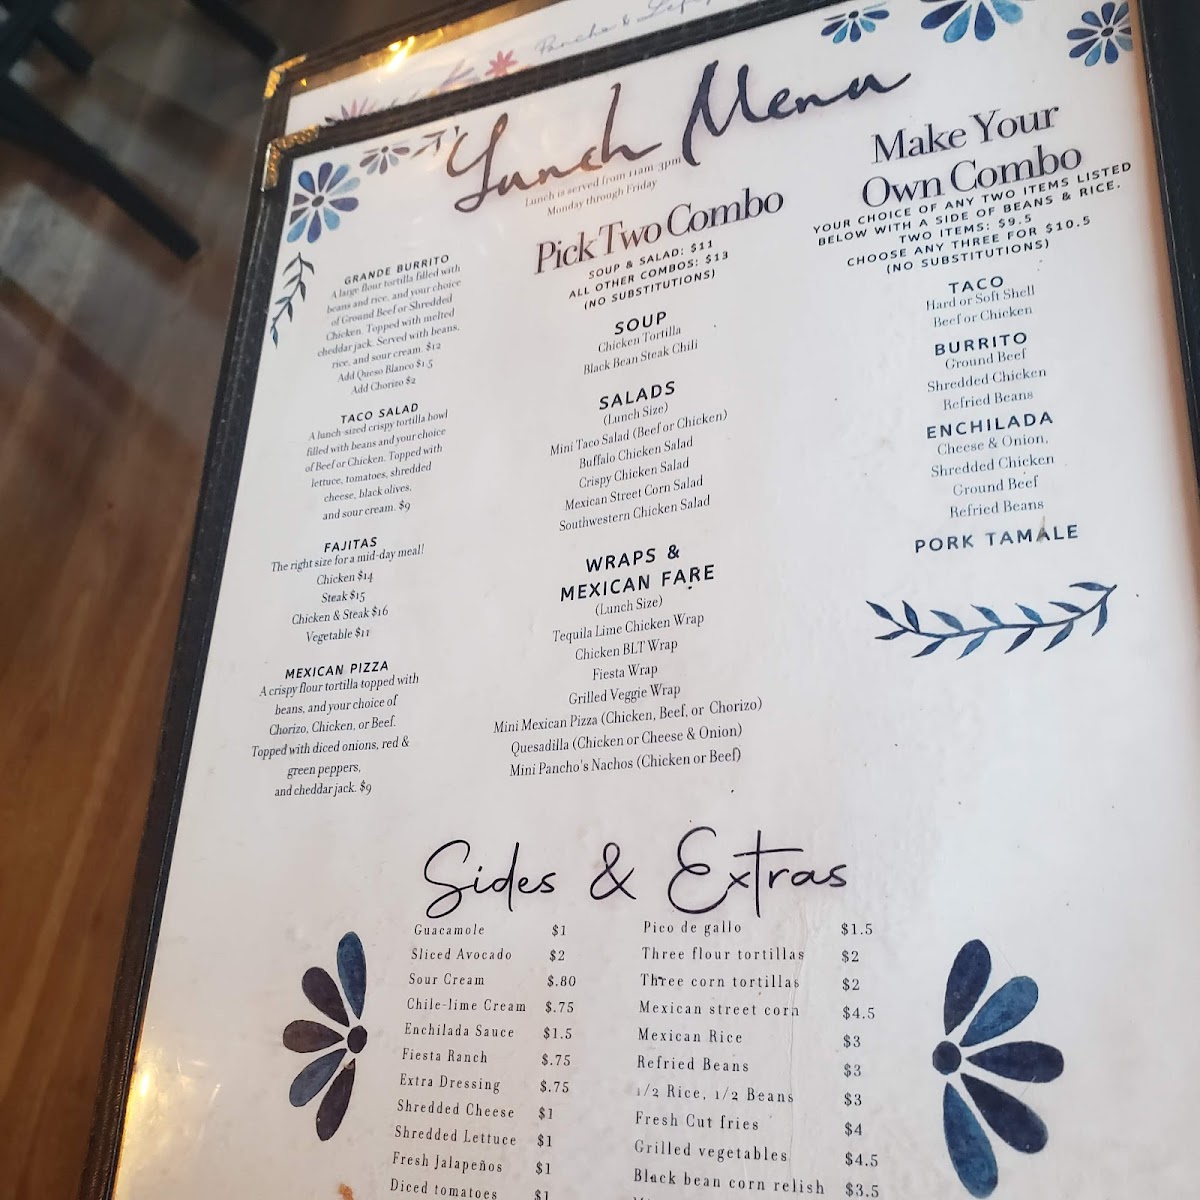 Pancho &
Lunch Menu
Lunch is served from 11am-3pm
Monday through Friday
GRANDE BURRITO
A large flour tortilla filled with
beans and rice, and your choice
of Ground Beef or Shredded
Chicken. Topped with melted
cheddar jack. Served with beans,
rice, and sour cream. $12
Add Queso Blanco $1.5
Add Chorizo $2
TACO SALAD
A lunch-sized crispy tortilla bowl
filled with beans and your choice
of Beef or Chicken. Topped with
lettuce, tomatoes, shredded
cheese, black olives,
and sour cream. $9
FAJITAS
The right size for a mid-day meal!
Chicken $14
Steak $15
Chicken & Steak $16
Vegetable $11
MEXICAN PIZZA
A crispy flour tortilla topped with
beans, and your choice of
Chorizo, Chicken, or Beef.
Topped with diced onions, red &
green peppers,
and cheddar jack. $9
Pick Two Combo
SOUP & SALAD: $11
ALL OTHER COMBOS: $13
(NO SUBSTITUTIONS)
SOUP
Chicken Tortilla
Black Bean Steak Chili
SALADS
(Lunch Size)
Mini Taco Salad (Beef or Chicken)
Buffalo Chicken Salad
Crispy Chicken Salad
Mexican Street Corn Salad
Southwestern Chicken Salad
WRAPS &
MEXICAN FARE
(Lunch Size)
Tequila Lime Chicken Wrap
Chicken BLT Wrap
Fiesta Wrap
Grilled Veggie Wrap
Mini Mexican Pizza (Chicken, Beef, or Chorizo)
Quesadilla (Chicken or Cheese & Onion)
Mini Pancho's Nachos (Chicken or Beef)
Make Your
Own Combo
YOUR CHOICE OF ANY TWO ITEMS LISTED
BELOW WITH A SIDE OF BEANS & RICE.
TWO ITEMS: $9.5
CHOOSE ANY THREE FOR $10.5
(NO SUBSTITUTIONS)
TACO
Hard or Soft Shell
Beef or Chicken
BURRITO
Ground Beef
Shredded Chicken
Refried Beans
ENCHILADA
Cheese & Onion,
Shredded Chicken
Ground Beef
Refried Beans
PORK TAMALE
Sides & Extras
Guacamole $1
Sliced Avocado $2
Sour Cream $.80
Chile-lime Cream $.75
Enchilada Sauce $1.5
Fiesta Ranch $.75
Extra Dressing $.75
Shredded Cheese $1
Shredded Lettuce $1
Fresh Jalapeños $1
Diced tomatoes $1
Pico de gallo $1.5
Three flour tortillas $2
Three corn tortillas $2
Mexican street corn $4.5
Mexican Rice $3
Refried Beans $3
1/2 Rice, 1/2 Beans $3
Fresh Cut fries $4
Grilled vegetables $4.5
Black bean corn relish $3.5